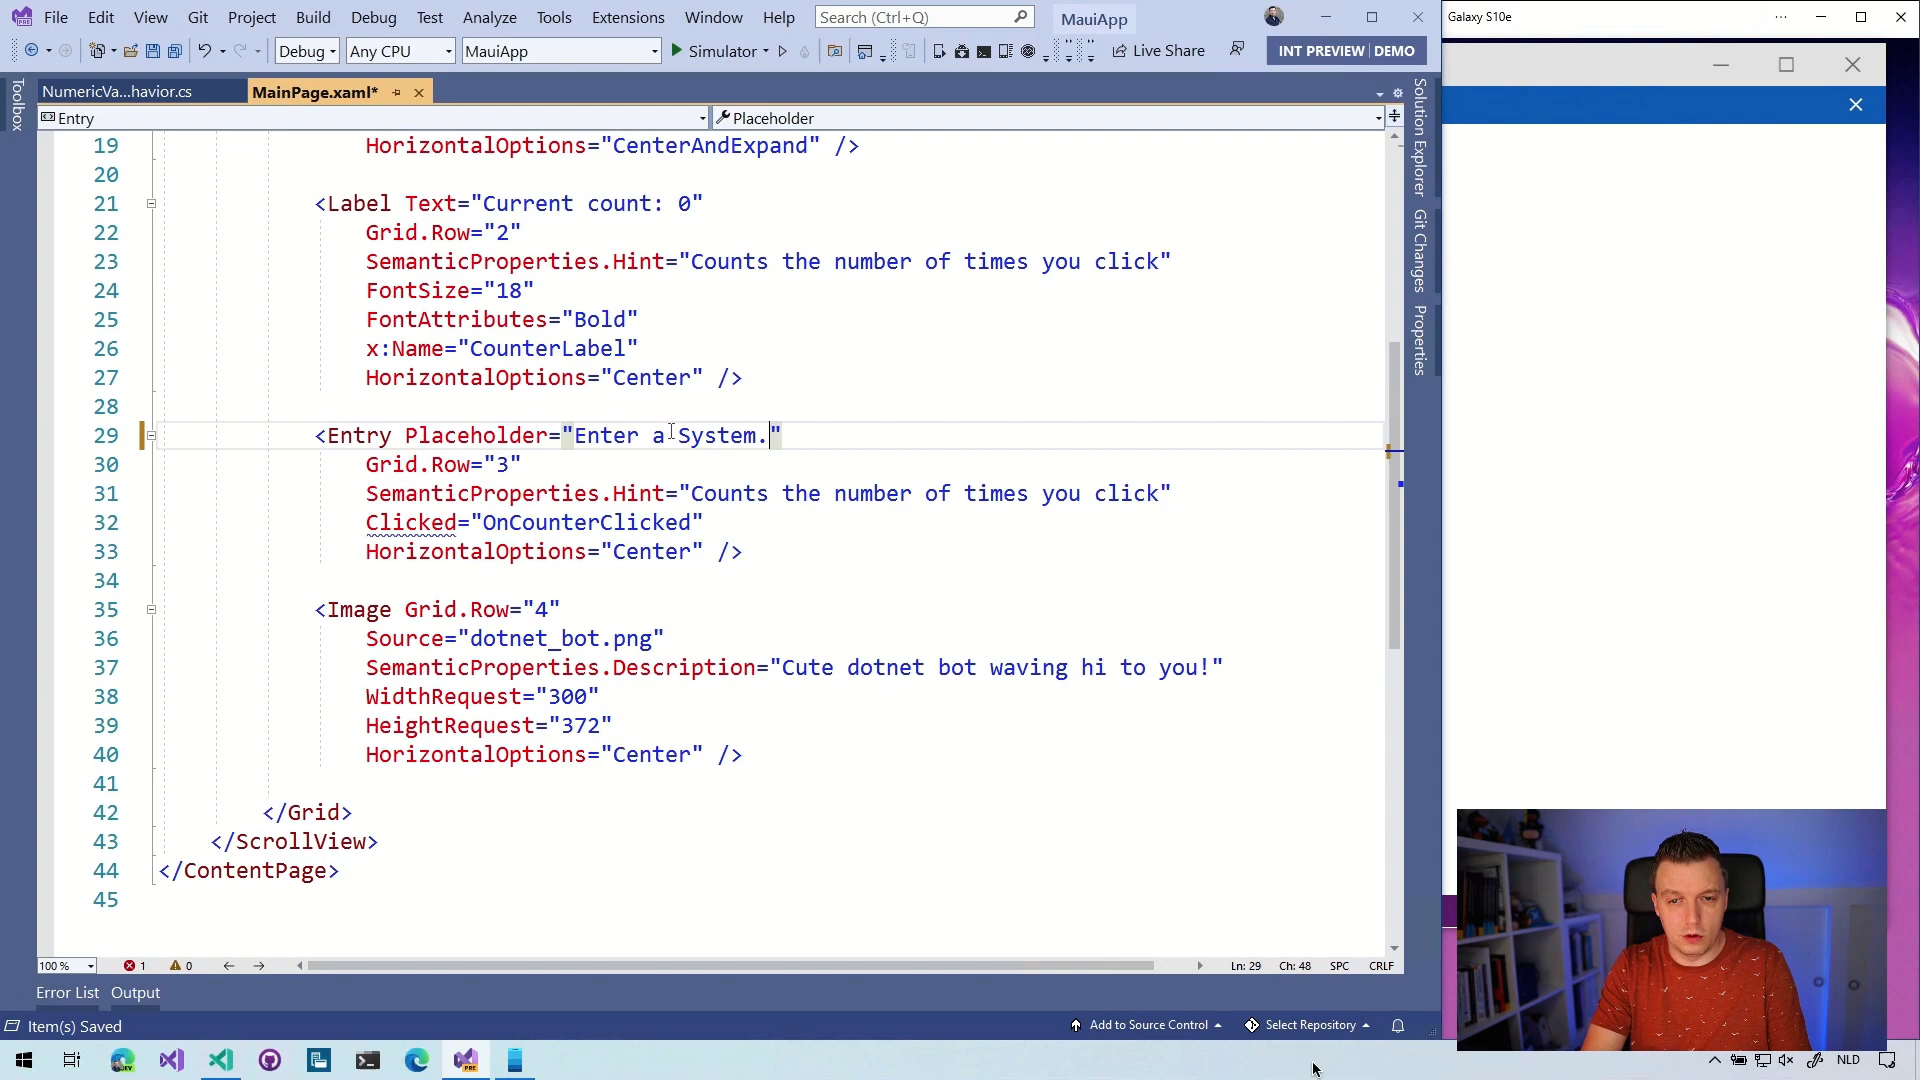 File Edit View Git Project Build Debug Test Analyze Tools Extensions Window Help Search (Ctrl+Q) MauiApp
Galaxy S10e
Debug Any CPU MauiApp Simulator Live Share INT PREVIEW DEMO
Toolbox
NumericVa...havior.cs MainPage.xaml*
Entry Placeholder
Solution Explorer
Git Changes
Properties
19 HorizontalOptions="CenterAndExpand" />
20
21 <Label Text="Current count: 0"
22 Grid.Row="2"
23 SemanticProperties.Hint="Counts the number of times you click"
24 FontSize="18"
25 FontAttributes="Bold"
26 x:Name="CounterLabel"
27 HorizontalOptions="Center" />
28
29 <Entry Placeholder="Enter a System."
30 Grid.Row="3"
31 SemanticProperties.Hint="Counts the number of times you click"
32 Clicked="OnCounterClicked"
33 HorizontalOptions="Center" />
34
35 <Image Grid.Row="4"
36 Source="dotnet_bot.png"
37 SemanticProperties.Description="Cute dotnet bot waving hi to you!"
38 WidthRequest="300"
39 HeightRequest="372"
40 HorizontalOptions="Center" />
41
42 </Grid>
43 </ScrollView>
44 </ContentPage>
45
100 % 1 0 Ln: 29 Ch: 48 SPC CRLF
Error List Output
Item(s) Saved Add to Source Control Select Repository
NLD